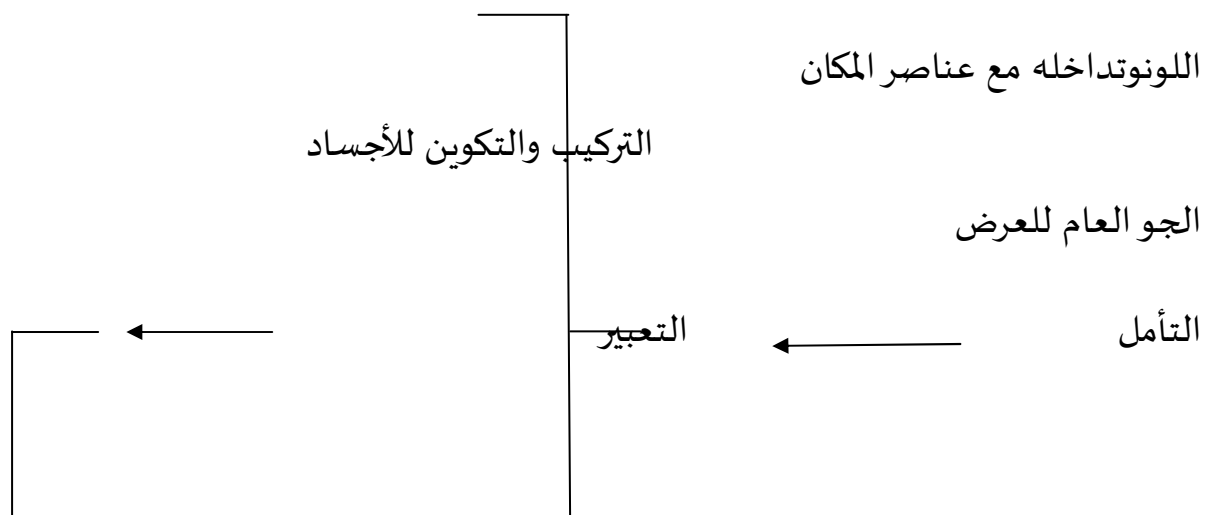 اللونوتداخله مع عناصر المكان
التركيب والتكوين للأجساد
الجو العام للعرض
التأمل
التعبير